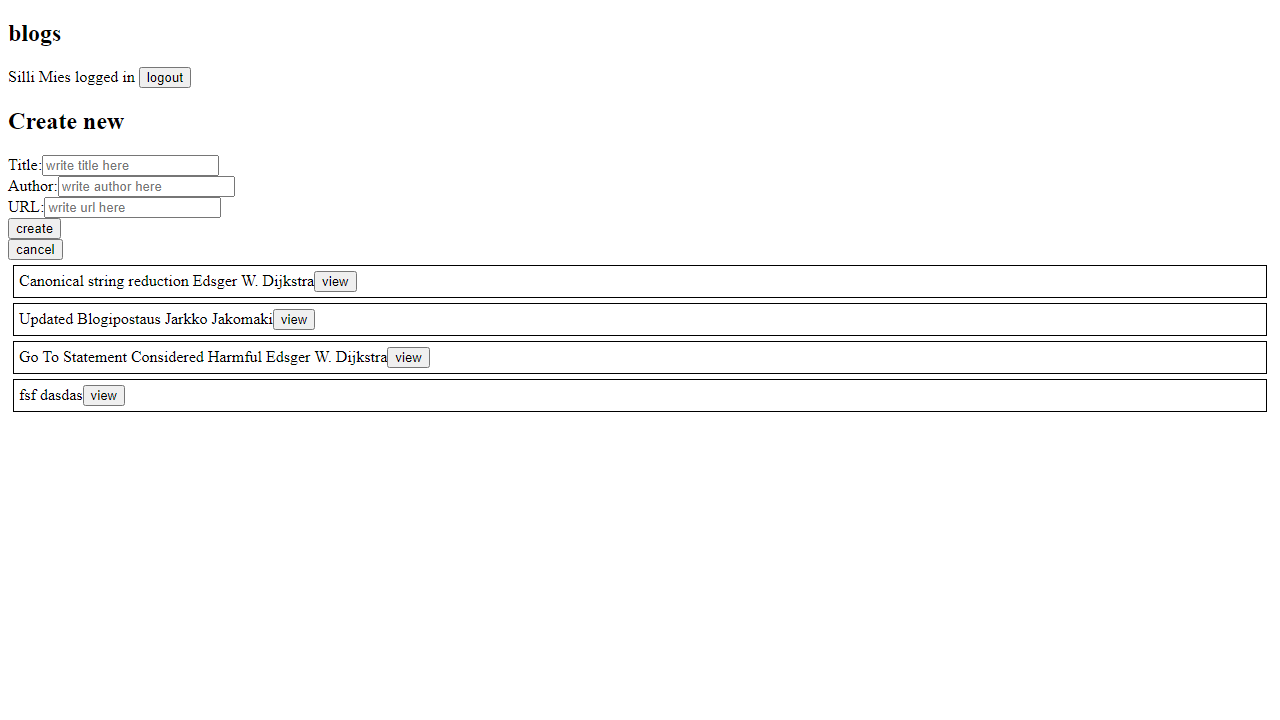 blogs
Silli Mies logged in logout
Create new
Title: write title here
Author: write author here
URL: write url here
create
cancel
Canonical string reduction Edsger W. Dijkstra view
Updated Blogipostaus Jarkko Jakomaki view
Go To Statement Considered Harmful Edsger W. Dijkstra view
fsf dasdas view